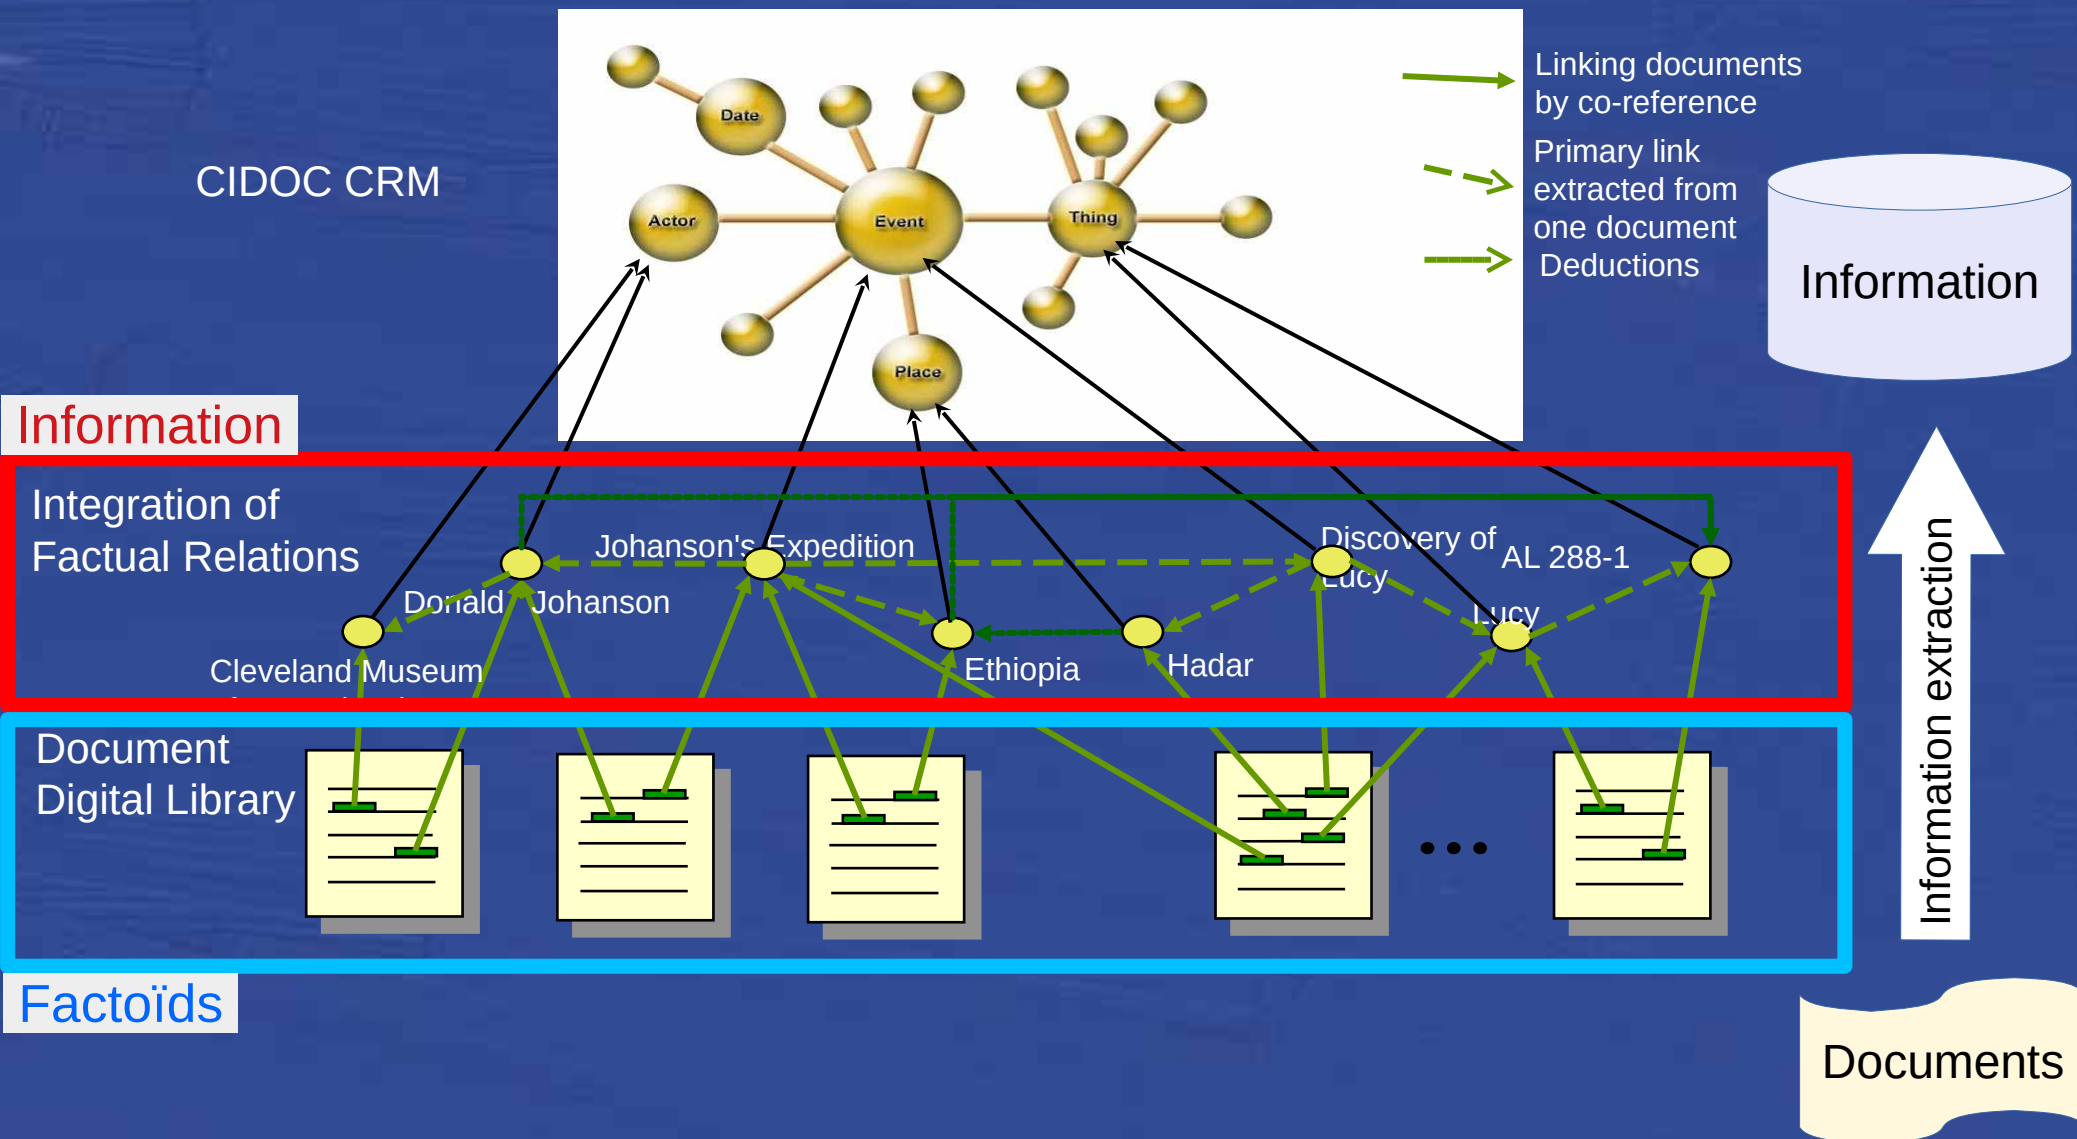 Linking documents
by co-reference
Primary link
extracted from
one document
Deductions
Date
CIDOC CRM
Actor
Event
Thing
Place
Information
Information
Integration of
Factual Relations
Johanson's Expedition
Discovery of
Lucy
AL 288-1
Donald Johanson
Lucy
Cleveland Museum
Ethiopia
Hadar
Information extraction
Document
Digital Library
Factoïds
Documents